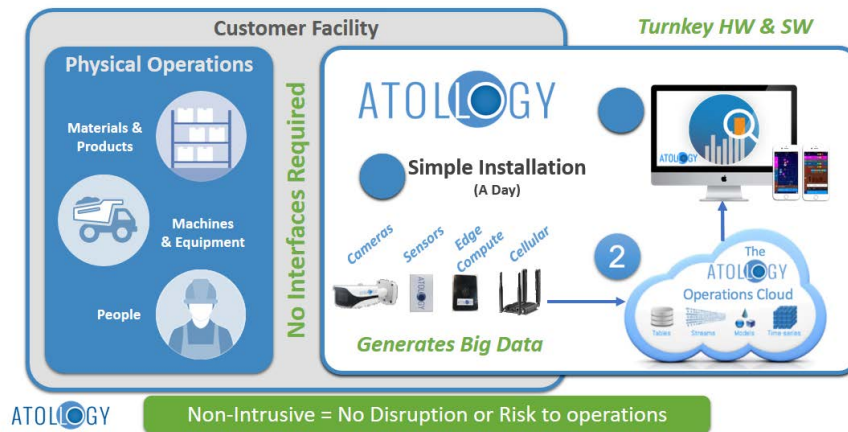 Customer Facility
Turnkey HW & SW
Physical Operations
Materials &
Products
Machines
& Equipment
People
No Interfaces Required
ATOLLOGY
ATOLLOGY
Simple Installation
(A Day)
Cameras
Sensors
Edge
Compute
Cellular
ATOLLOGY
Generates Big Data
2
The
ATOLLOGY
Operations Cloud
Tables
Streams
Models
Time series
ATOLLOGY
Non-Intrusive = No Disruption or Risk to operations